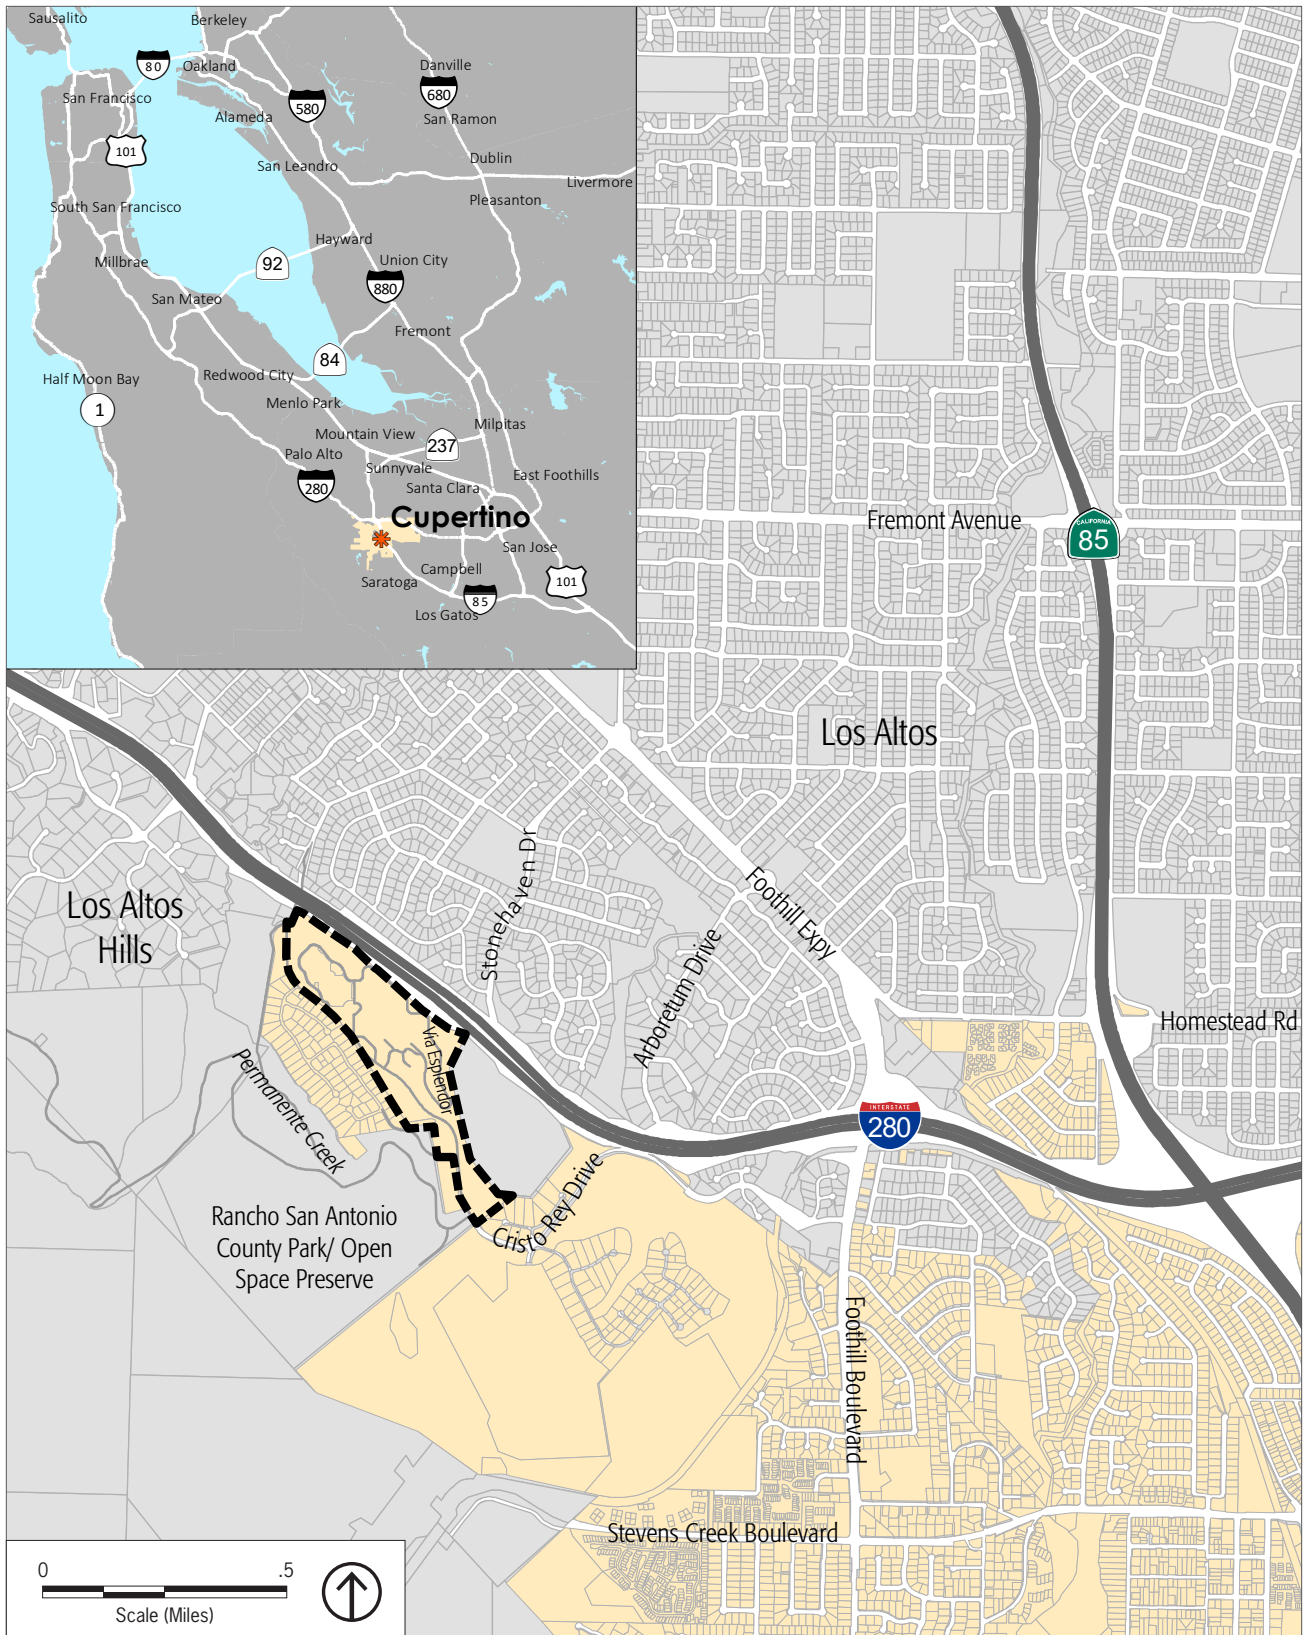 Sausalito
Berkeley
80
Oakland
Danville
San Francisco
580
680
Alameda
San Ramon
101
San Leandro
Dublin
Livermore
Pleasanton
South San Francisco
Hayward
Millbrae
92
Union City
880
San Mateo
Fremont
84
Half Moon Bay
Redwood City
1
Menlo Park
Milpitas
Mountain View
237
Palo Alto
Sunnyvale
East Foothills
280
Santa Clara
Cupertino
San Jose
Campbell
Saratoga
101
85
Los Gatos
Fremont Avenue
CALIFORNIA
85
Los Altos
Stonehaven Dr
Foothill Expy
Los Altos
Hills
Arboretum Drive
Homestead Rd
Via Esplendor
Permanente Creek
INTERSTATE
280
Cristo Rey Drive
Rancho San Antonio
County Park/ Open
Space Preserve
Foothill Boulevard
Stevens Creek Boulevard
0 .5
Scale (Miles)